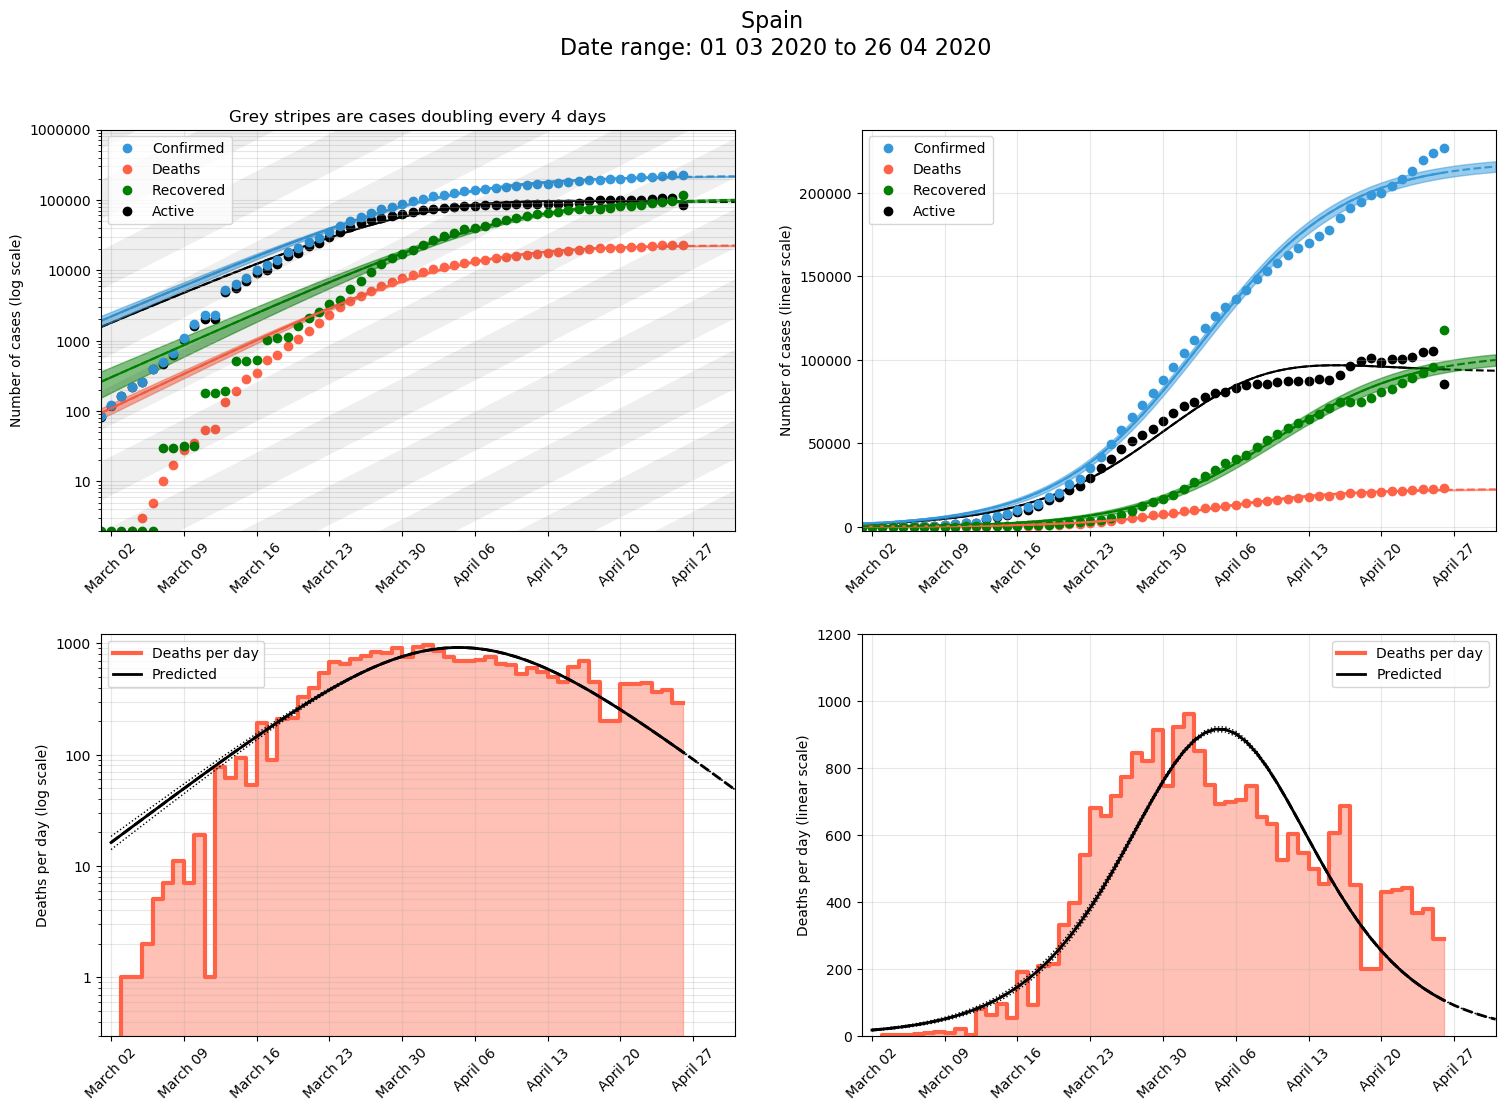 Spain
Date range: 01 03 2020 to 26 04 2020
Grey stripes are cases doubling every 4 days
Number of cases (log scale)
1000000
100000
10000
1000
100
10
Confirmed
Deaths
Recovered
Active
March 02
March 09
March 16
March 23
March 30
April 06
April 13
April 20
April 27
Number of cases (linear scale)
200000
150000
100000
50000
0
Confirmed
Deaths
Recovered
Active
March 02
March 09
March 16
March 23
March 30
April 06
April 13
April 20
April 27
Deaths per day (log scale)
1000
100
10
1
Deaths per day
Predicted
March 02
March 09
March 16
March 23
March 30
April 06
April 13
April 20
April 27
Deaths per day (linear scale)
1200
1000
800
600
400
200
0
Deaths per day
Predicted
March 02
March 09
March 16
March 23
March 30
April 06
April 13
April 20
April 27